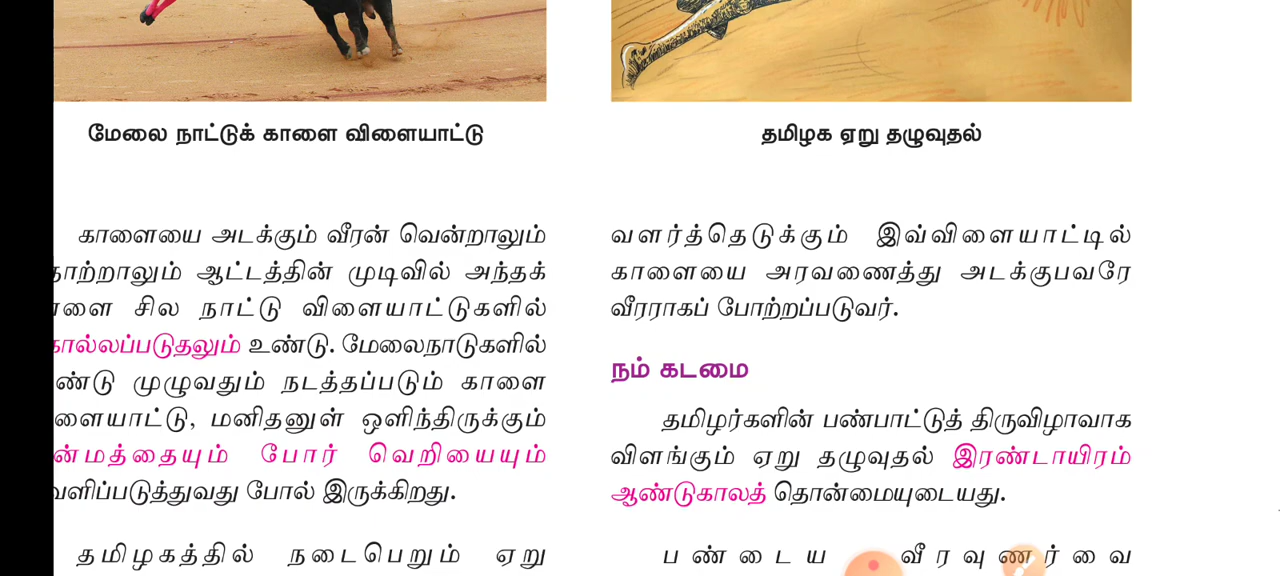 மேலை நாட்டுக் காளை விளையாட்டு
தமிழக ஏறு தழுவுதல்
காளையை அடக்கும் வீரன் வென்றாலும்
ஆட்டத்தின் முடிவில் அந்தக்
சில நாட்டு விளையாட்டுகளில்
உண்டு. மேலைநாடுகளில்
முழுவதும் நடத்தப்படும் காளை
மனிதனுள் ஒளிந்திருக்கும்
போர் வெறியையும்
போல் இருக்கிறது.
தமிழகத்தில் நடைபெறும் ஏறு
வளர்த்தெடுக்கும் இவ்விளையாட்டில்
காளையை அரவணைத்து அடக்குபவரே
வீரராகப் போற்றப்படுவர்.
நம் கடமை
தமிழர்களின் பண்பாட்டுத் திருவிழாவாக
விளங்கும் ஏறு தழுவுதல் இரண்டாயிரம்
ஆண்டுகாலத் தொன்மையுடையது.
பண்டைய வீரவுணர்வை